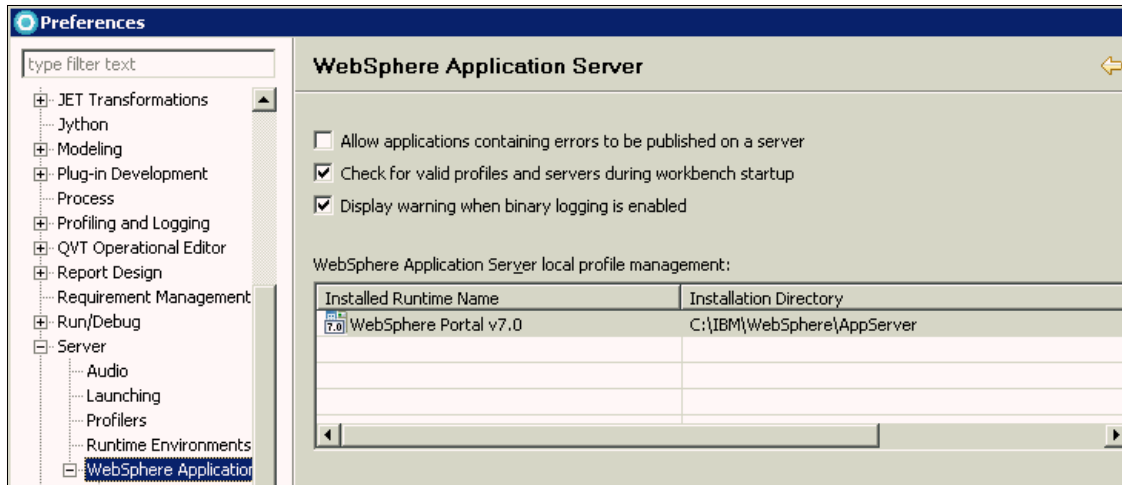 Preferences
type filter text
JET Transformations
Jython
Modeling
Plug-in Development
Process
Profiling and Logging
QVT Operational Editor
Report Design
Requirement Management
Run/Debug
Server
Audio
Launching
Profilers
Runtime Environments
WebSphere Application
WebSphere Application Server
Allow applications containing errors to be published on a server
Check for valid profiles and servers during workbench startup
Display warning when binary logging is enabled
WebSphere Application Server local profile management:
Installed Runtime Name Installation Directory
7.0 WebSphere Portal v7.0 C:\IBM\WebSphere\AppServer